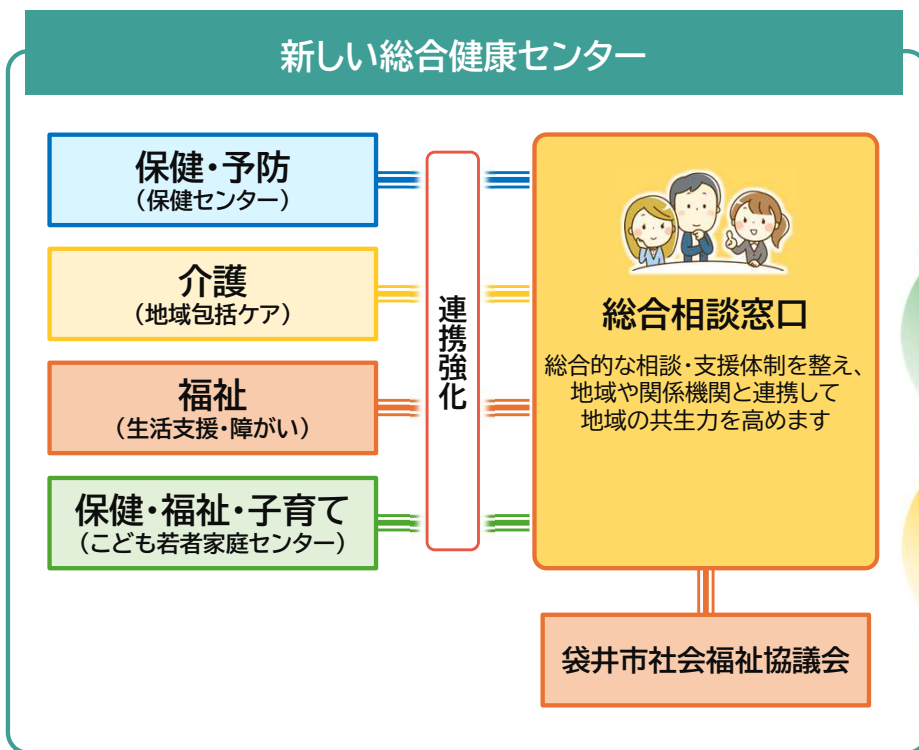 新しい総合健康センター
保健・予防
（保健センター）
介護
（地域包括ケア）
福祉
（生活支援・障がい）
保健・福祉・子育て
（こども若者家庭センター）
連携強化
総合相談窓口
総合的な相談・支援体制を整え、
地域や関係機関と連携して
地域の共生力を高めます
袋井市社会福祉協議会